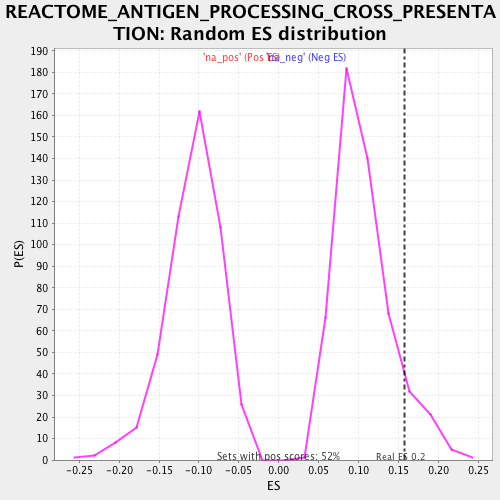 REACTOME_ANTIGEN_PROCESSING_CROSS_PRESENTA
TION: Random ES distribution
'na_pos' (Pos ES) 'na_neg' (Neg ES)
190
180
170
160
150
140
130
120
110
100
90
80
70
60
50
40
30
20
10
0
P(ES)
Sets with pos scores: 52%
Real ES 0.2
-0.25 -0.20 -0.15 -0.10 -0.05 0.00 0.05 0.10 0.15 0.20 0.25
ES